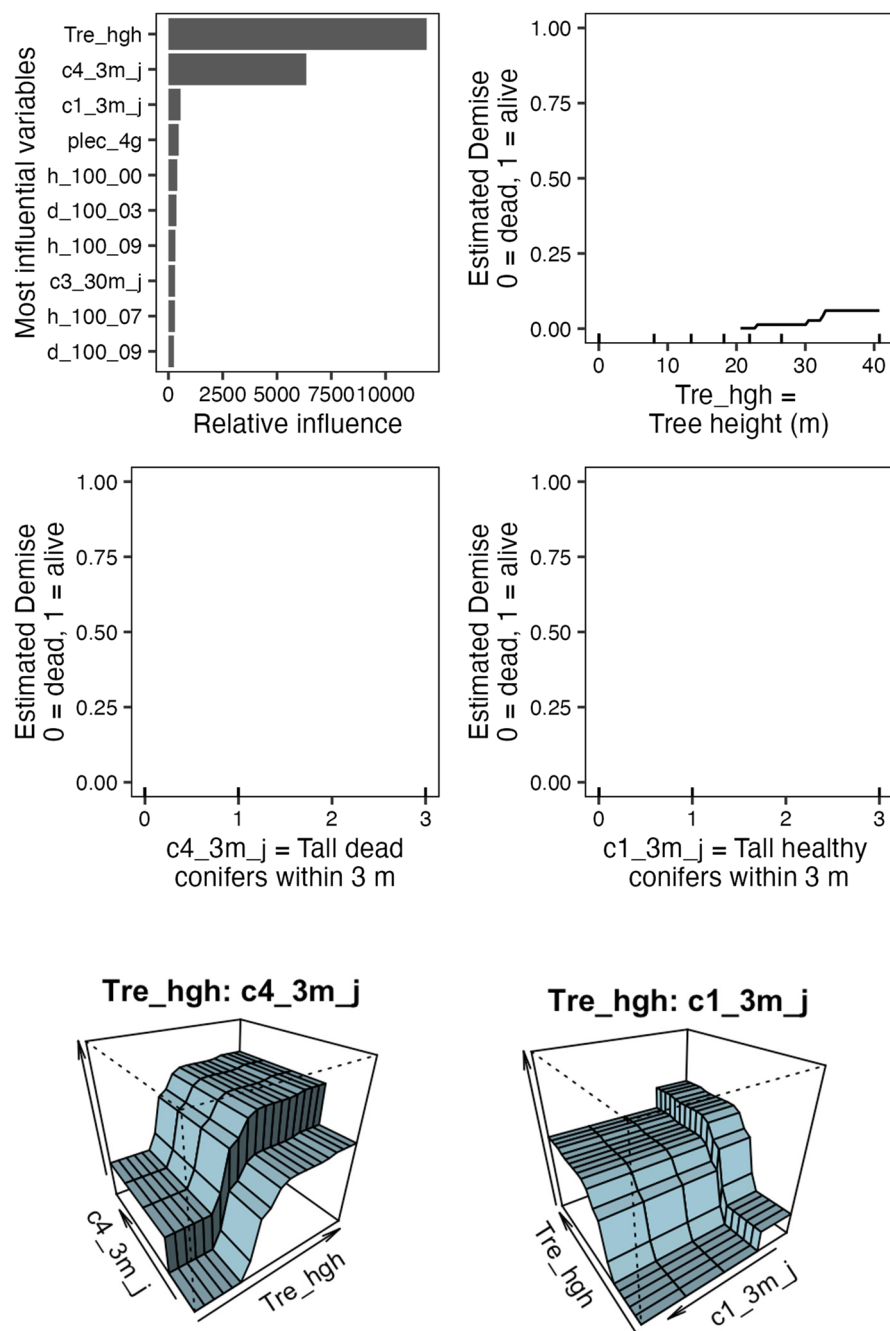 Most influential variables
Tre_hgh
c4_3m_j
c1_3m_j
plec_4g
h_100_00
d_100_03
h_100_09
c3_30m_j
h_100_07
d_100_09
0 2500 5000 7500 10000
Relative influence
Estimated Demise
0 = dead, 1 = alive
1.00
0.75
0.50
0.25
0.00
0 10 20 30 40
Tre_hgh =
Tree height (m)
Estimated Demise
0 = dead, 1 = alive
1.00
0.75
0.50
0.25
0.00
0 1 2 3
c4_3m_j = Tall dead
conifers within 3 m
Estimated Demise
0 = dead, 1 = alive
1.00
0.75
0.50
0.25
0.00
0 1 2 3
c1_3m_j = Tall healthy
conifers within 3 m
Tre_hgh: c4_3m_j
c4_3m_j
Tre_hgh
Tre_hgh: c1_3m_j
Tre_hgh
c1_3m_j